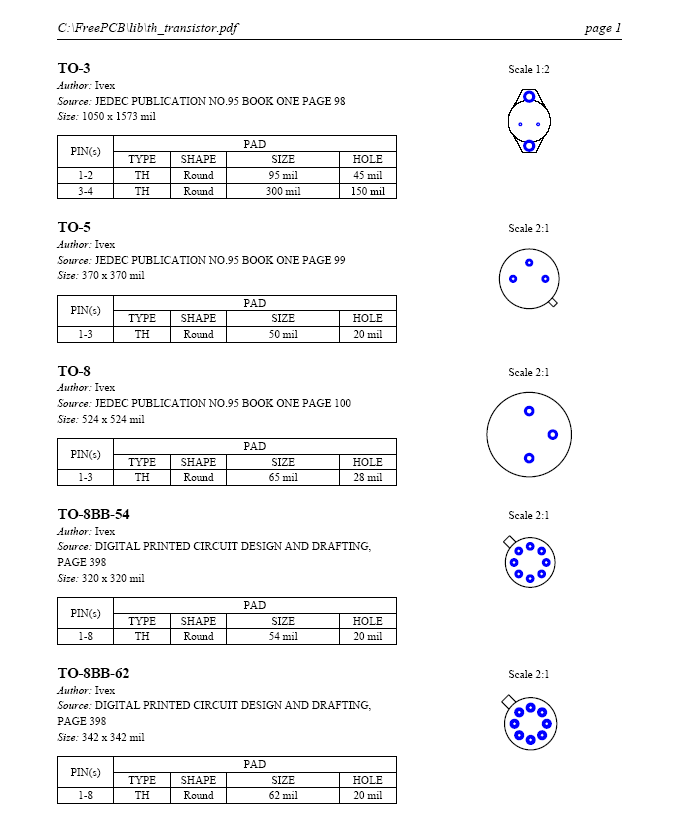 C:\FreePCB\lib\th_transistor.pdf page 1
TO-3
Scale 1:2
Author: Ivex
Source: JEDEC PUBLICATION NO.95 BOOK ONE PAGE 98
Size: 1050 x 1573 mil
PIN(s) PAD
TYPE SHAPE SIZE HOLE
1-2 TH Round 95 mil 45 mil
3-4 TH Round 300 mil 150 mil
TO-5
Scale 2:1
Author: Ivex
Source: JEDEC PUBLICATION NO.95 BOOK ONE PAGE 99
Size: 370 x 370 mil
PIN(s) PAD
TYPE SHAPE SIZE HOLE
1-3 TH Round 50 mil 20 mil
TO-8
Scale 2:1
Author: Ivex
Source: JEDEC PUBLICATION NO.95 BOOK ONE PAGE 100
Size: 524 x 524 mil
PIN(s) PAD
TYPE SHAPE SIZE HOLE
1-3 TH Round 65 mil 28 mil
TO-8BB-54
Scale 2:1
Author: Ivex
Source: DIGITAL PRINTED CIRCUIT DESIGN AND DRAFTING,
PAGE 398
Size: 320 x 320 mil
PIN(s) PAD
TYPE SHAPE SIZE HOLE
1-8 TH Round 54 mil 20 mil
TO-8BB-62
Scale 2:1
Author: Ivex
Source: DIGITAL PRINTED CIRCUIT DESIGN AND DRAFTING,
PAGE 398
Size: 342 x 342 mil
PIN(s) PAD
TYPE SHAPE SIZE HOLE
1-8 TH Round 62 mil 20 mil